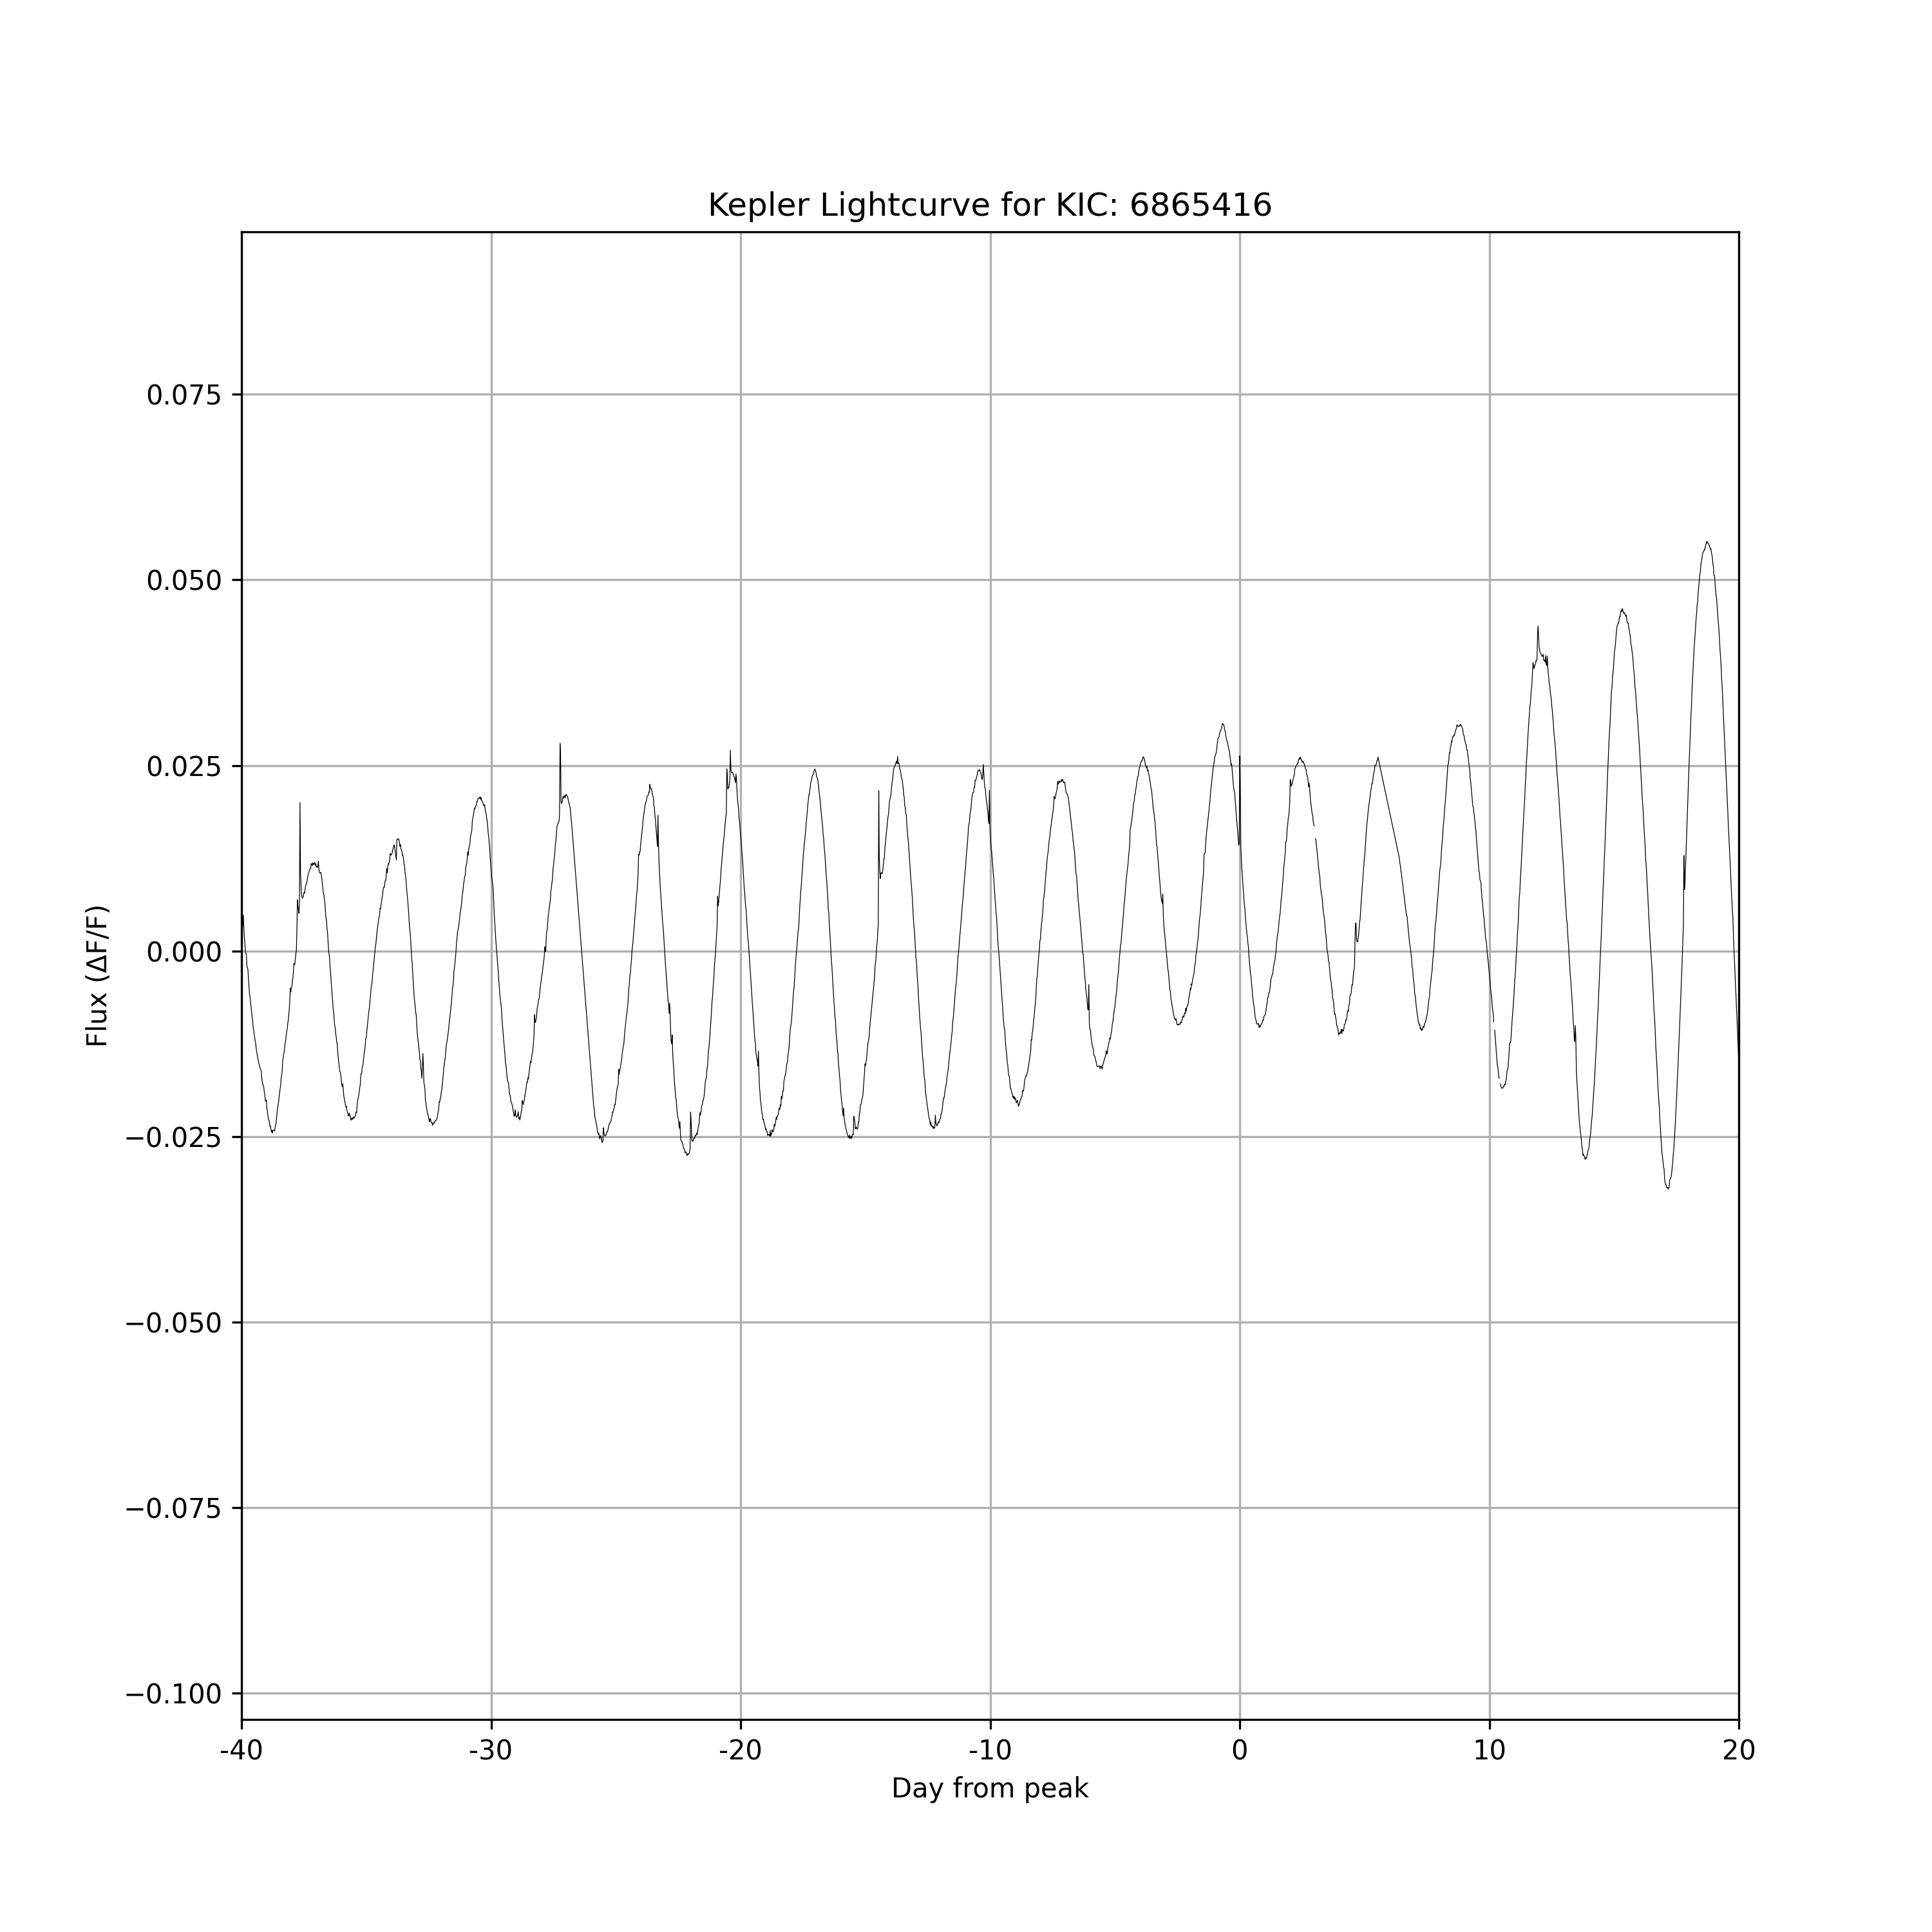 Kepler Lightcurve for KIC: 6865416
0.075
0.050
0.025
0.000
−0.025
−0.050
−0.075
−0.100
Flux (ΔF/F)
-40 -30 -20 -10 0 10 20
Day from peak